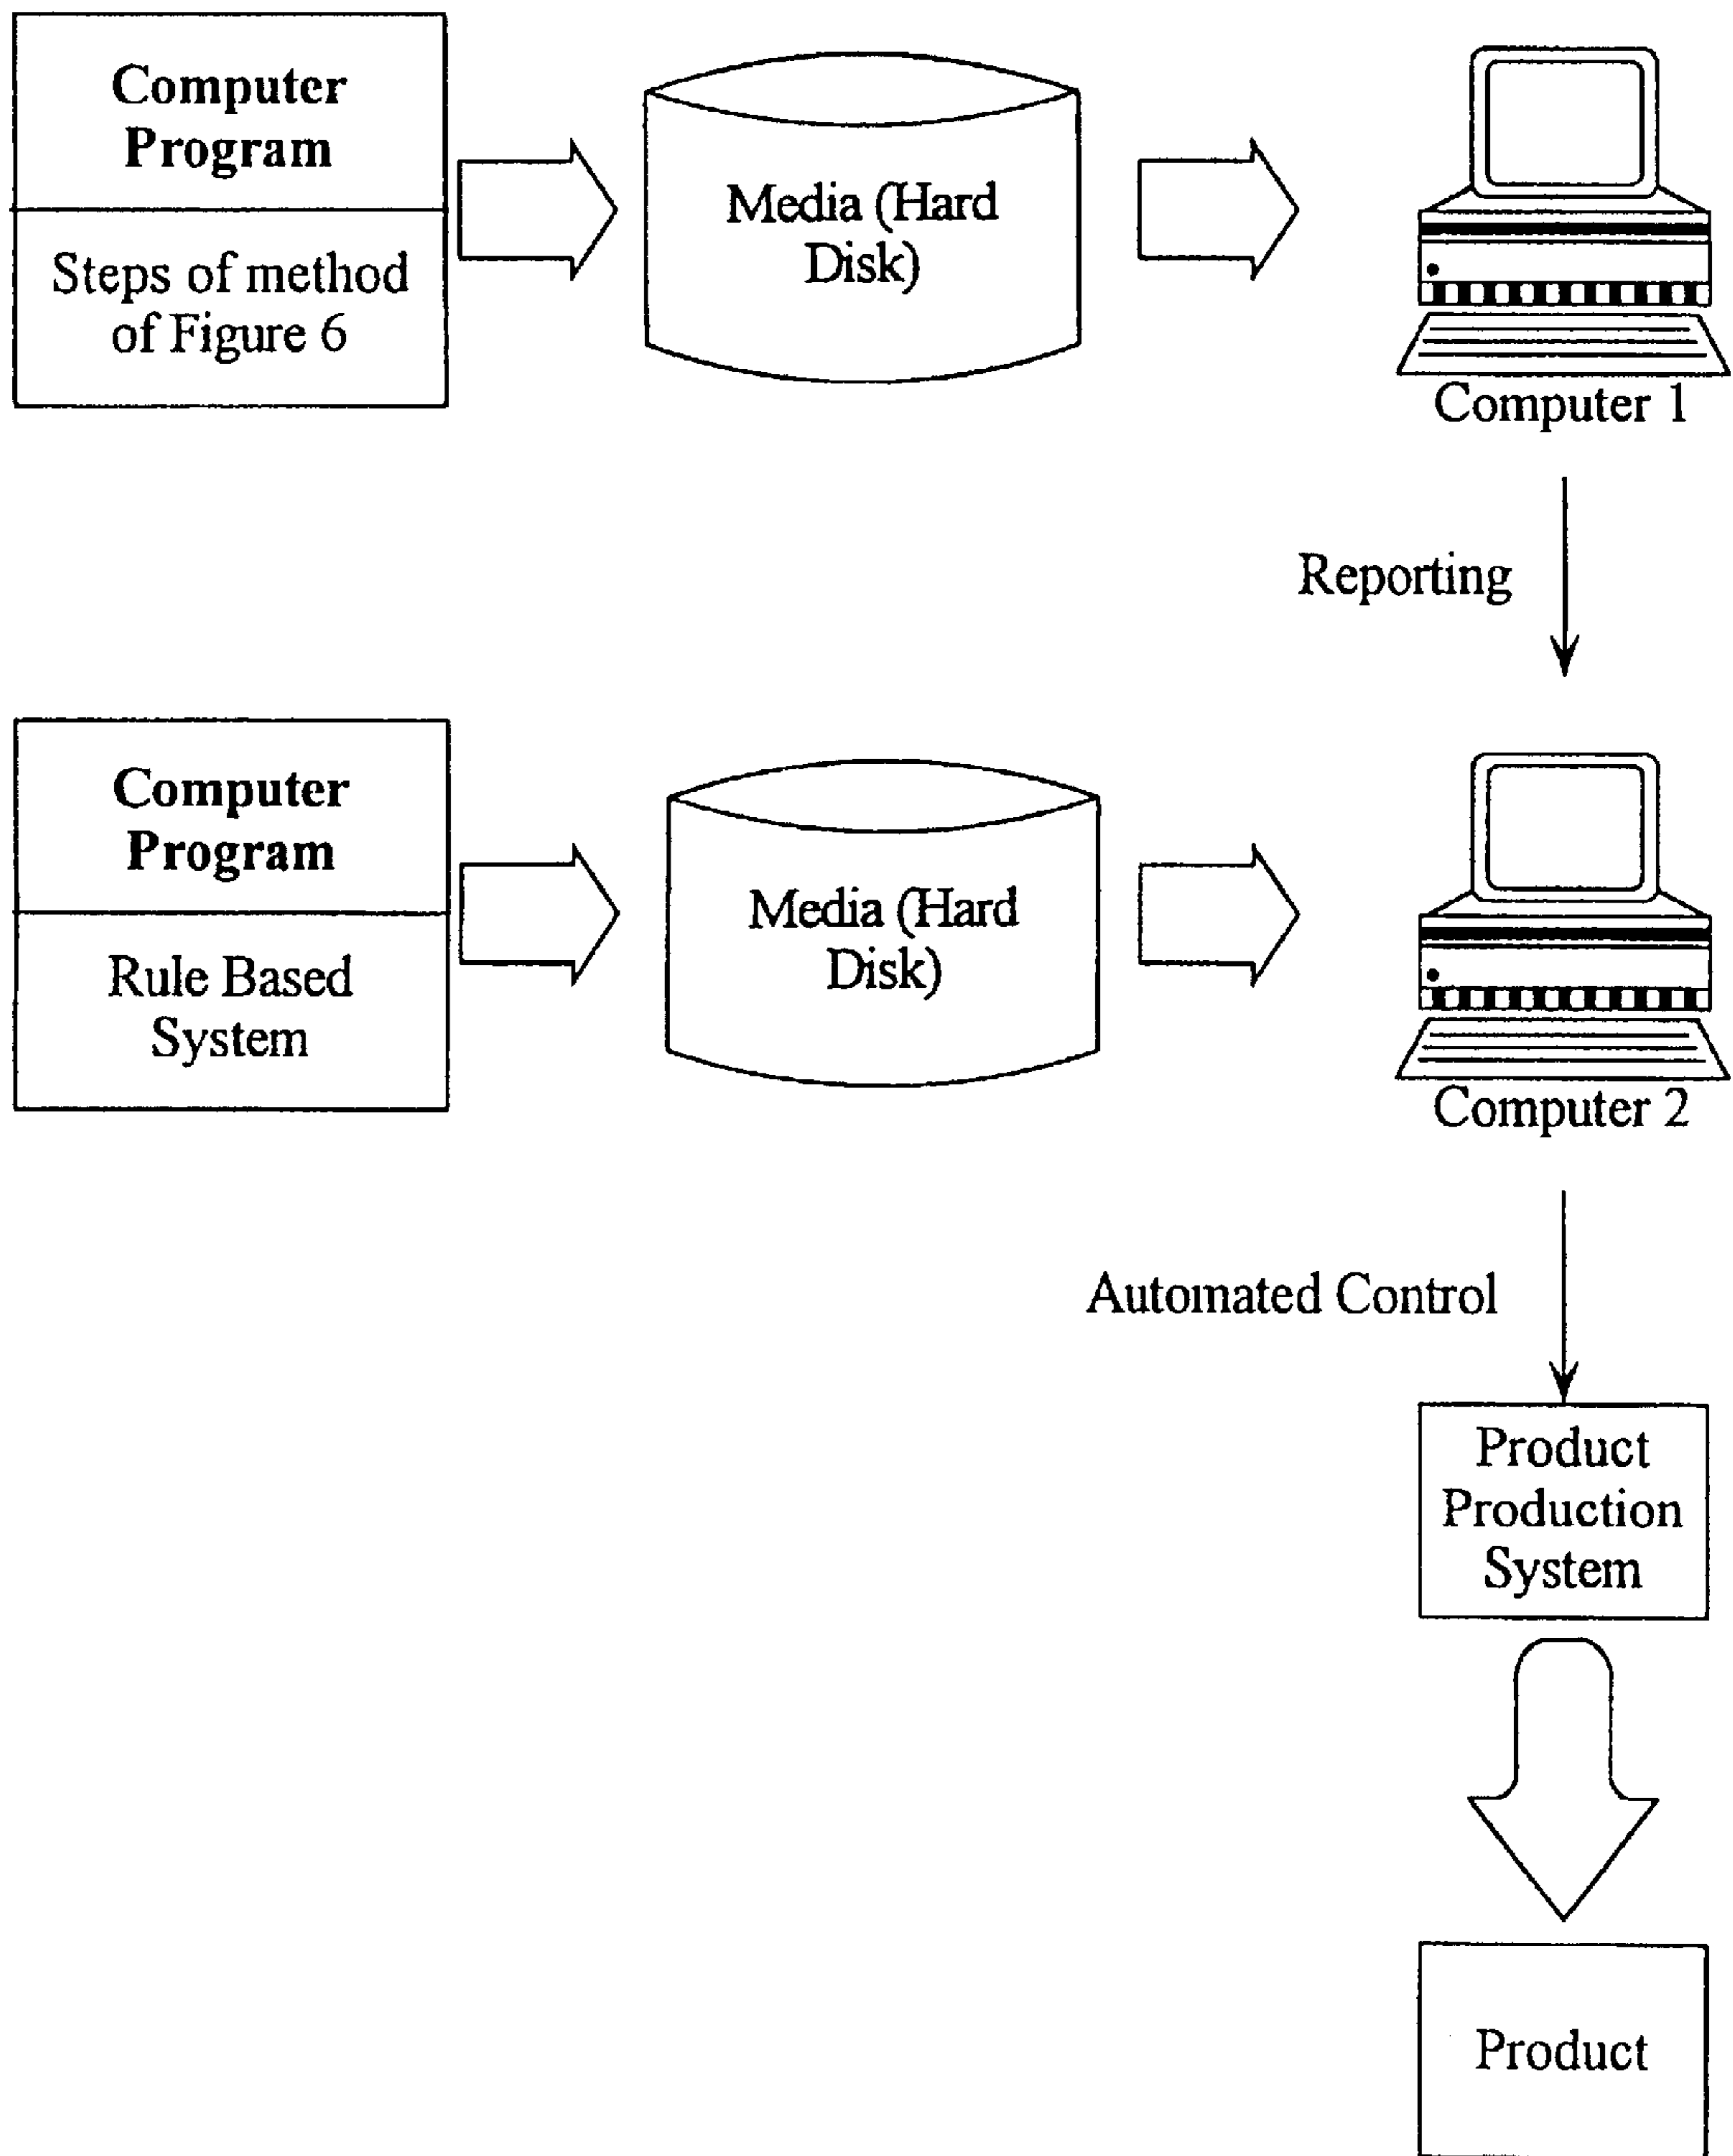 Computer
Program
Steps of method
of Figure 6
Media (Hard
Disk)
Computer 1
Reporting
Computer
Program
Rule Based
System
Media (Hard
Disk)
Computer 2
Automated Control
Product
Production
System
Product